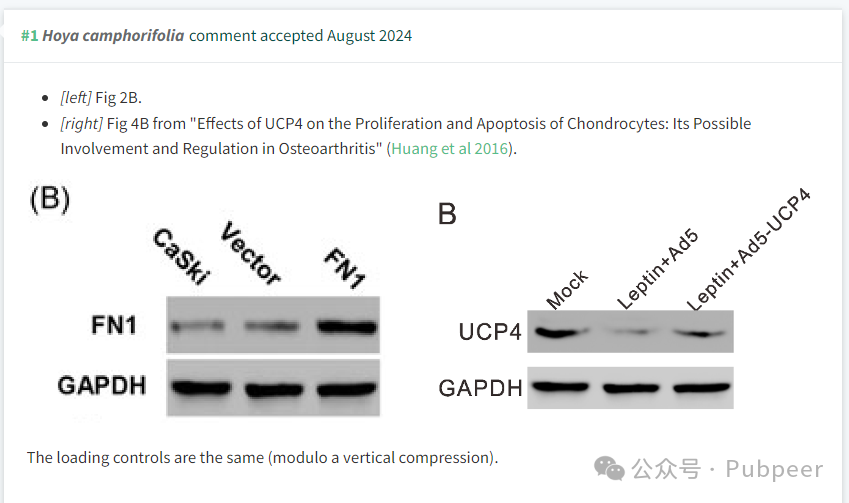 #1 Hoya camphorifolia comment accepted August 2024
[left] Fig 2B.
[right] Fig 4B from "Effects of UCP4 on the Proliferation and Apoptosis of Chondrocytes: Its Possible
Involvement and Regulation in Osteoarthritis" (Huang et al 2016).
(B)
CaSki
Vector
FN1
FN1
GAPDH
B
Mock
Leptin+Ad5
Leptin+Ad5-UCP4
UCP4
GAPDH
The loading controls are the same (modulo a vertical compression).
公众号 · Pubpeer